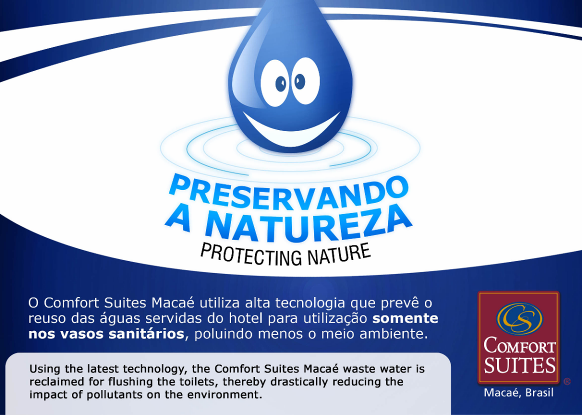 PRESERVANDO
A NATUREZA
PROTECTING NATURE
O Comfort Suites Macaé utiliza alta tecnologia que prevê o
reuso das águas servidas do hotel para utilização somente
nos vasos sanitários, poluindo menos o meio ambiente.
Using the latest technology, the Comfort Suites Macaé waste water is
reclaimed for flushing the toilets, thereby drastically reducing the
impact of pollutants on the environment.
CS
COMFORT
SUITES®
Macaé, Brasil